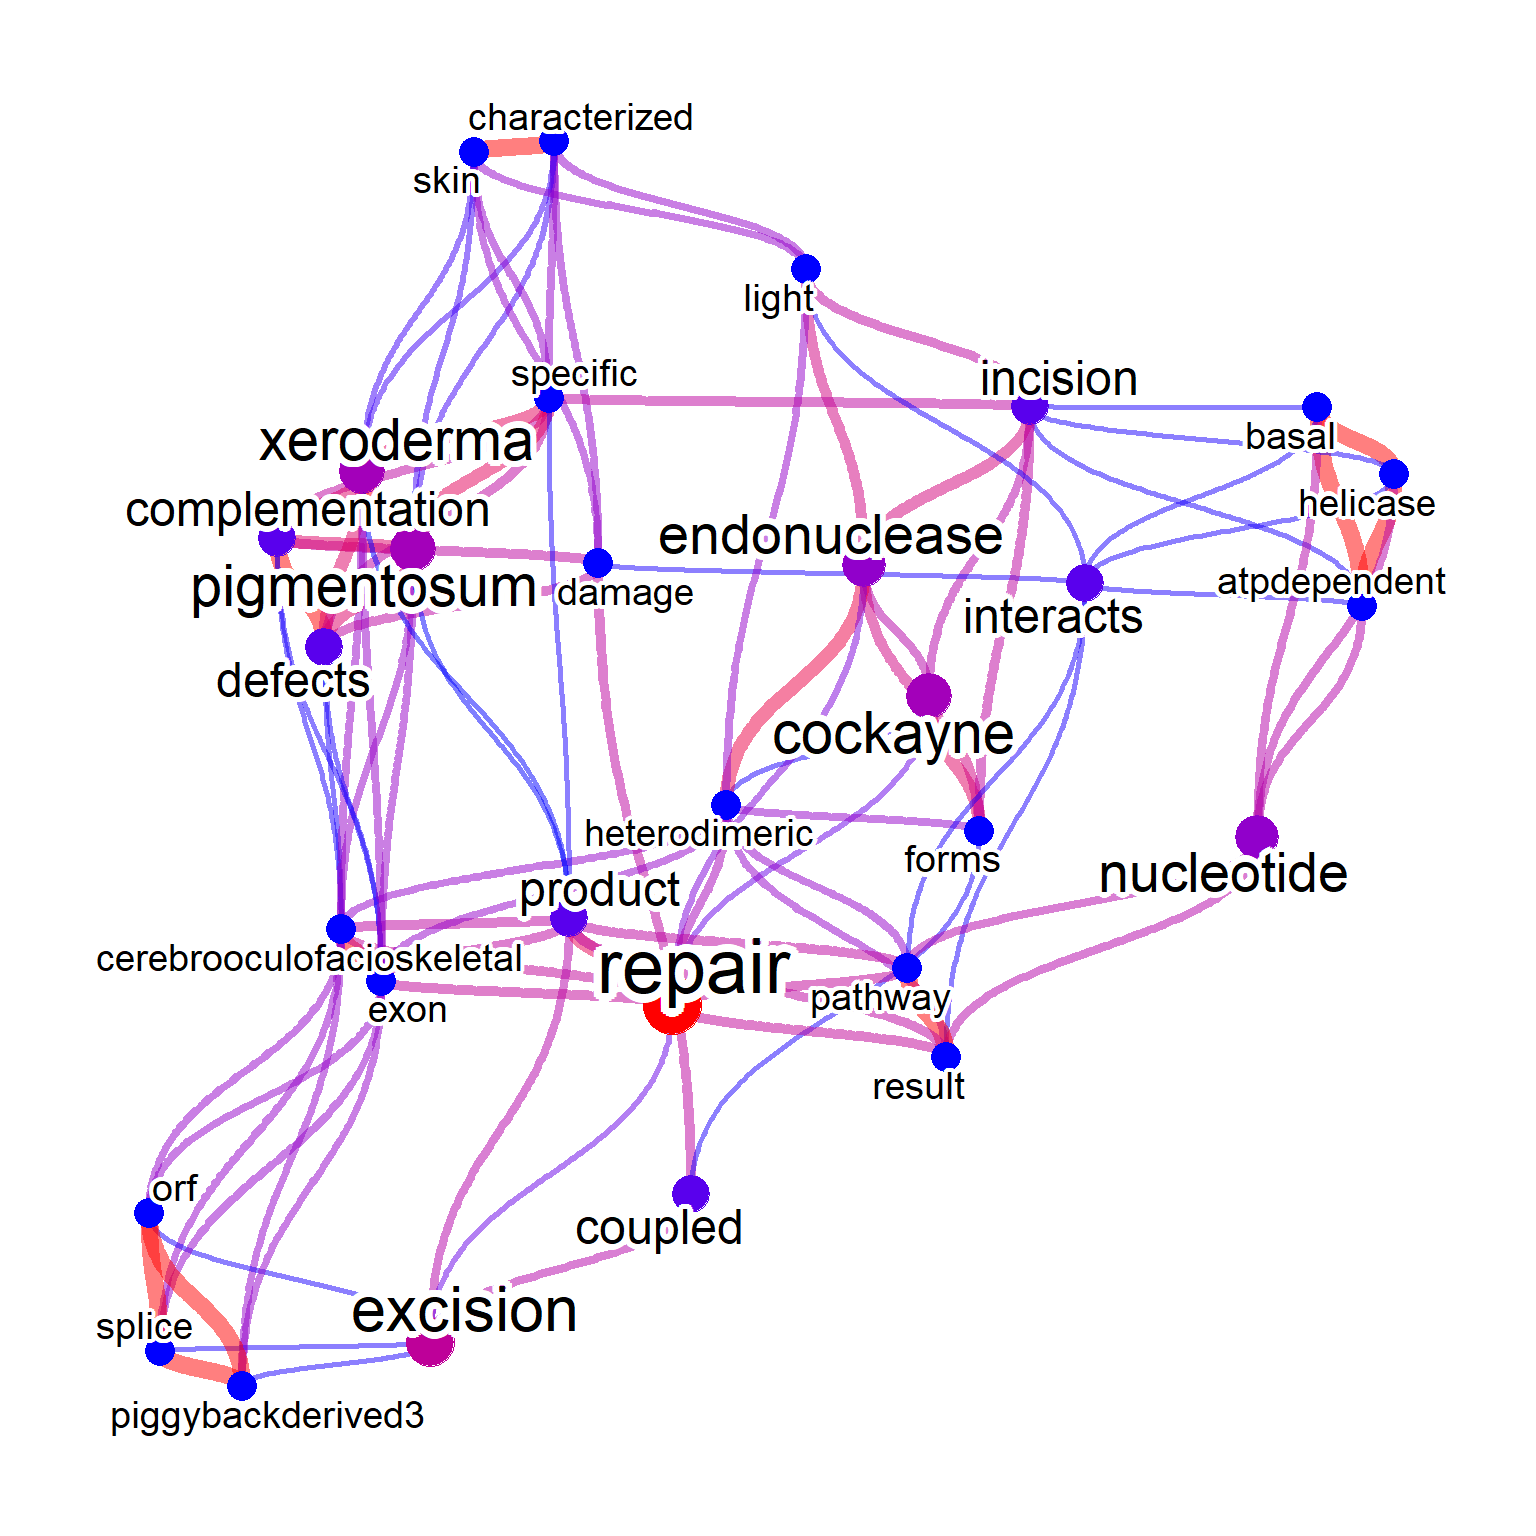 characterized
skin
light
specific
incision
xeroderma
basal
helicase
complementation
endonuclease
pigmentosum
damage
interacts
atpdependent
defects
cockayne
heterodimeric
forms
nucleotide
product
cerebrooculofacioskeletal
repair
exon
pathway
result
orf
coupled
excision
splice
piggybackderived3